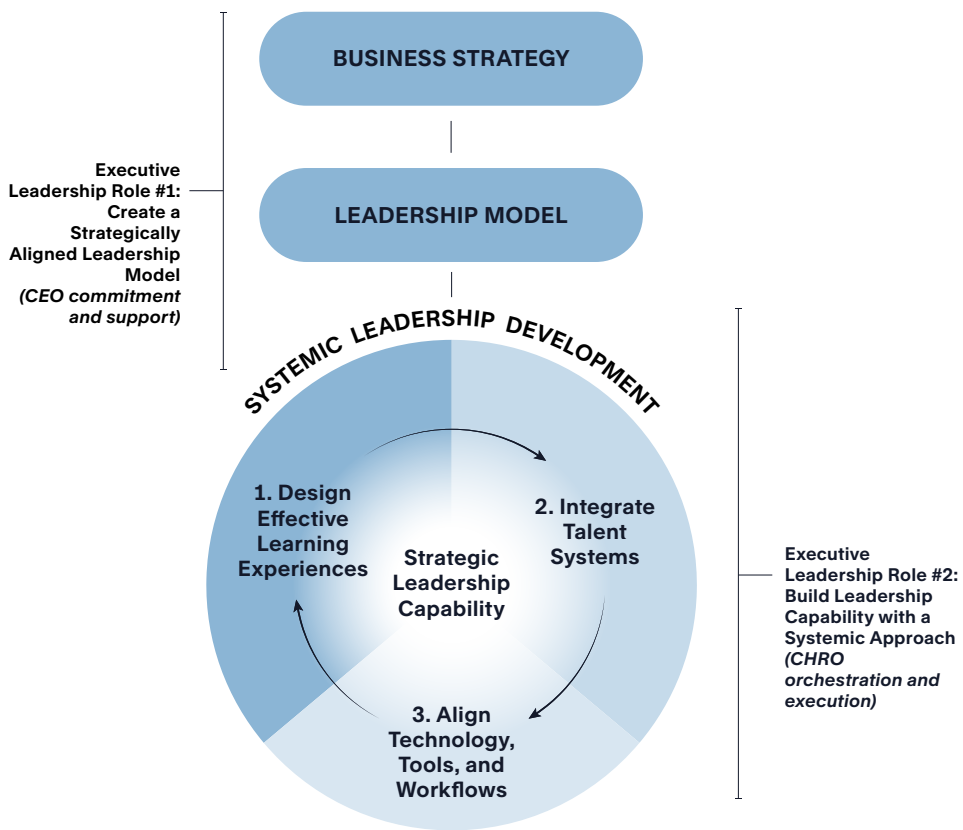 BUSINESS STRATEGY
LEADERSHIP MODEL
Executive
Leadership Role #1:
Create a
Strategically
Aligned Leadership
Model
(CEO commitment
and support)
SYSTEMIC LEADERSHIP DEVELOPMENT
1. Design
Effective
Learning
Experiences
2. Integrate
Talent
Systems
Strategic
Leadership
Capability
3. Align
Technology,
Tools, and
Workflows
Executive
Leadership Role #2:
Build Leadership
Capability with a
Systemic Approach
(CHRO
orchestration and
execution)